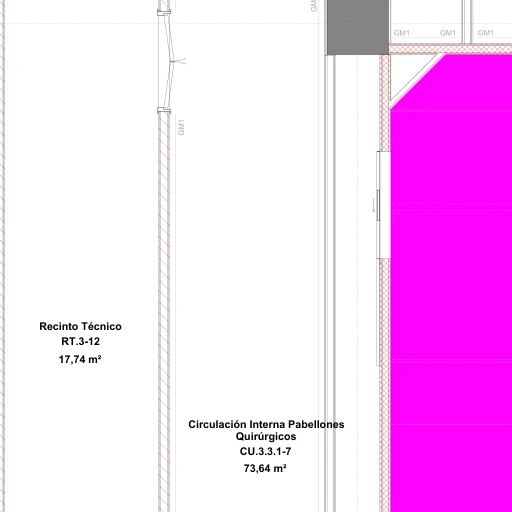 GM1
GM1
GM1
GM1
GM1
Recinto Técnico
RT.3-12
17,74 m²
Circulación Interna Pabellones
Quirúrgicos
CU.3.3.1-7
73,64 m²